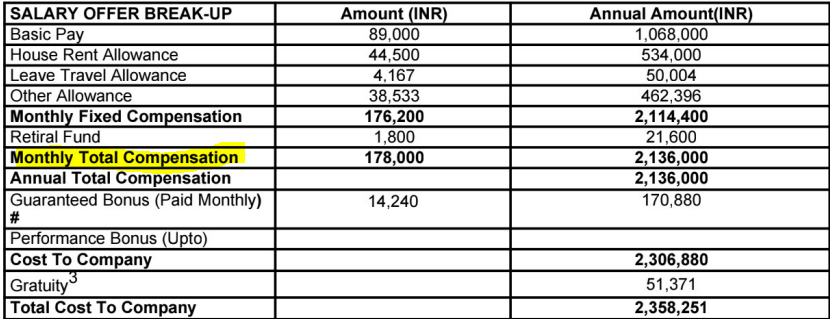 SALARY OFFER BREK-UP Amount (INR) Annual Amount(INR)
Basic Pay 89,000 1,068,000
House Rent Allowance 44,500 534,000
Leave Travel Allowance 4,167 50,004
Other Allowance 38,533 462,396
Monthly Fixed Compensation 176,200 2,114,400
Retiral Fund 1,800 21,600
Monthly Total Compensation 178,000 2,136,000
Annual Total Compensation 2,136,000
Guaranteed Bonus (Paid Monthly) 14,240 170,880
#
Performance Bonus (Upto)
Cost To Company 2,306,880
Gratuity3 51,371
Total Cost To Company 2,358,251